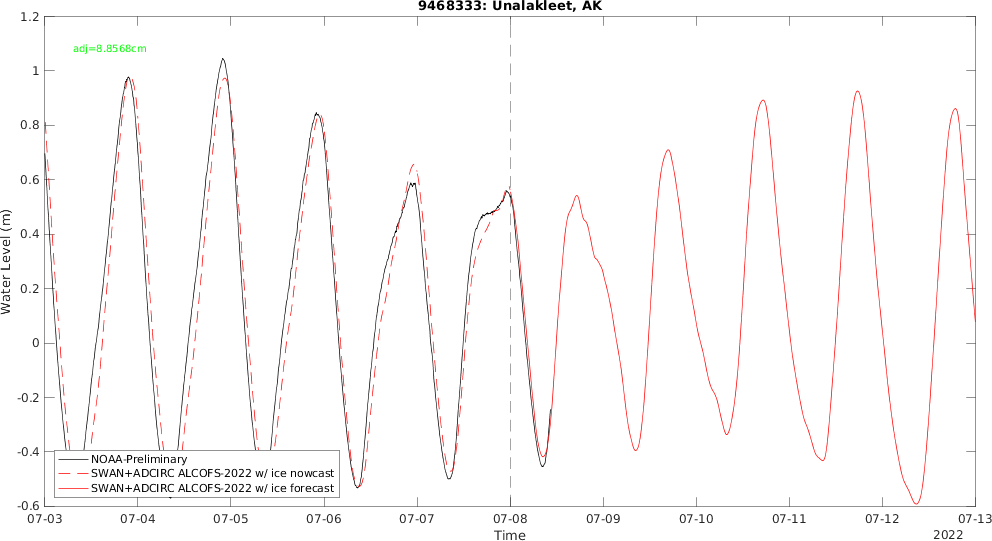 9468333: Unalakleet, AK
adj=8.8568cm
Water Level (m)
1.2
1
0.8
0.6
0.4
0.2
0
-0.2
-0.4
-0.6
NOAA-Preliminary
SWAN+ADCIRC ALCOFS-2022 w/ ice nowcast
SWAN+ADCIRC ALCOFS-2022 w/ ice forecast
07-03 07-04 07-05 07-06 07-07 07-08 07-09 07-10 07-11 07-12 07-13
Time
2022